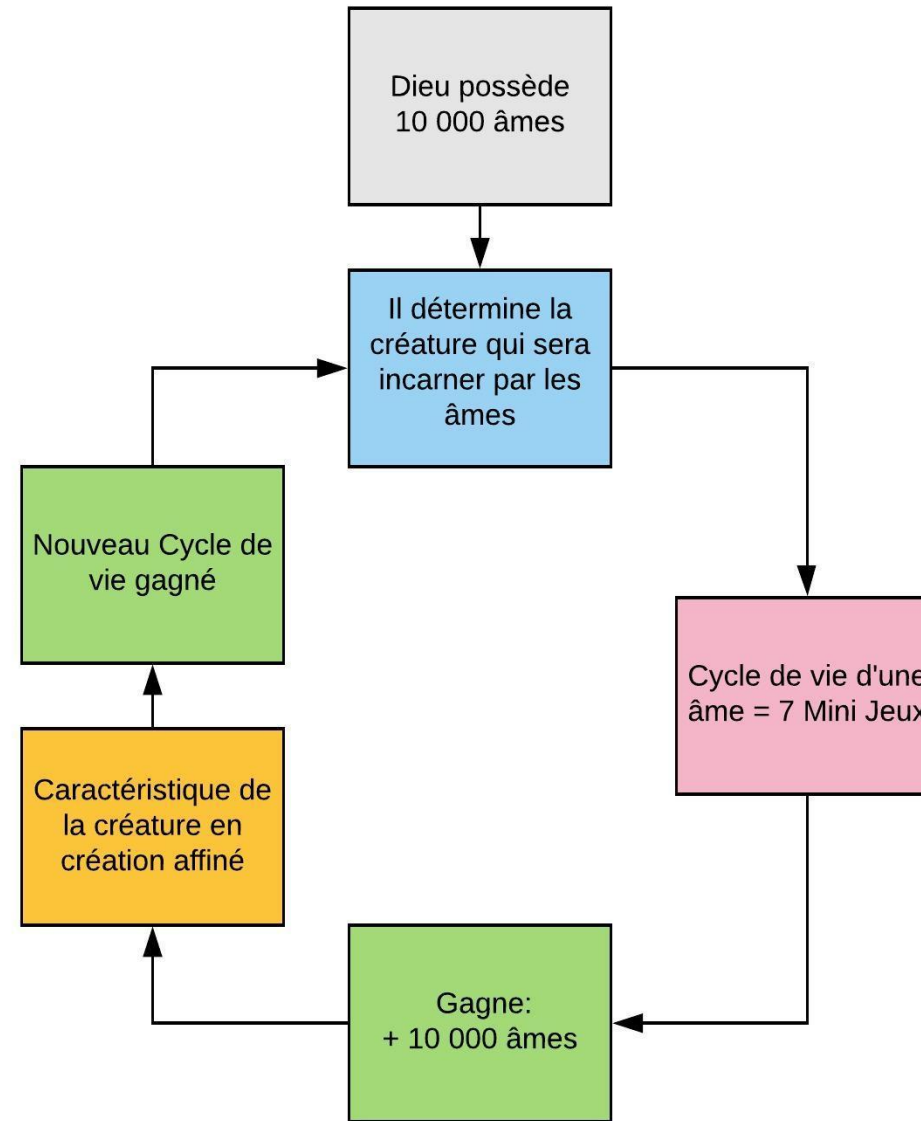 Dieu possède
10 000 âmes
Il détermine la
créature qui sera
incarner par les
âmes
Cycle de vie d'une
âme = 7 Mini Jeux
Gagne:
+ 10 000 âmes
Caractéristique de
la créature en
création affiné
Nouveau Cycle de
vie gagné